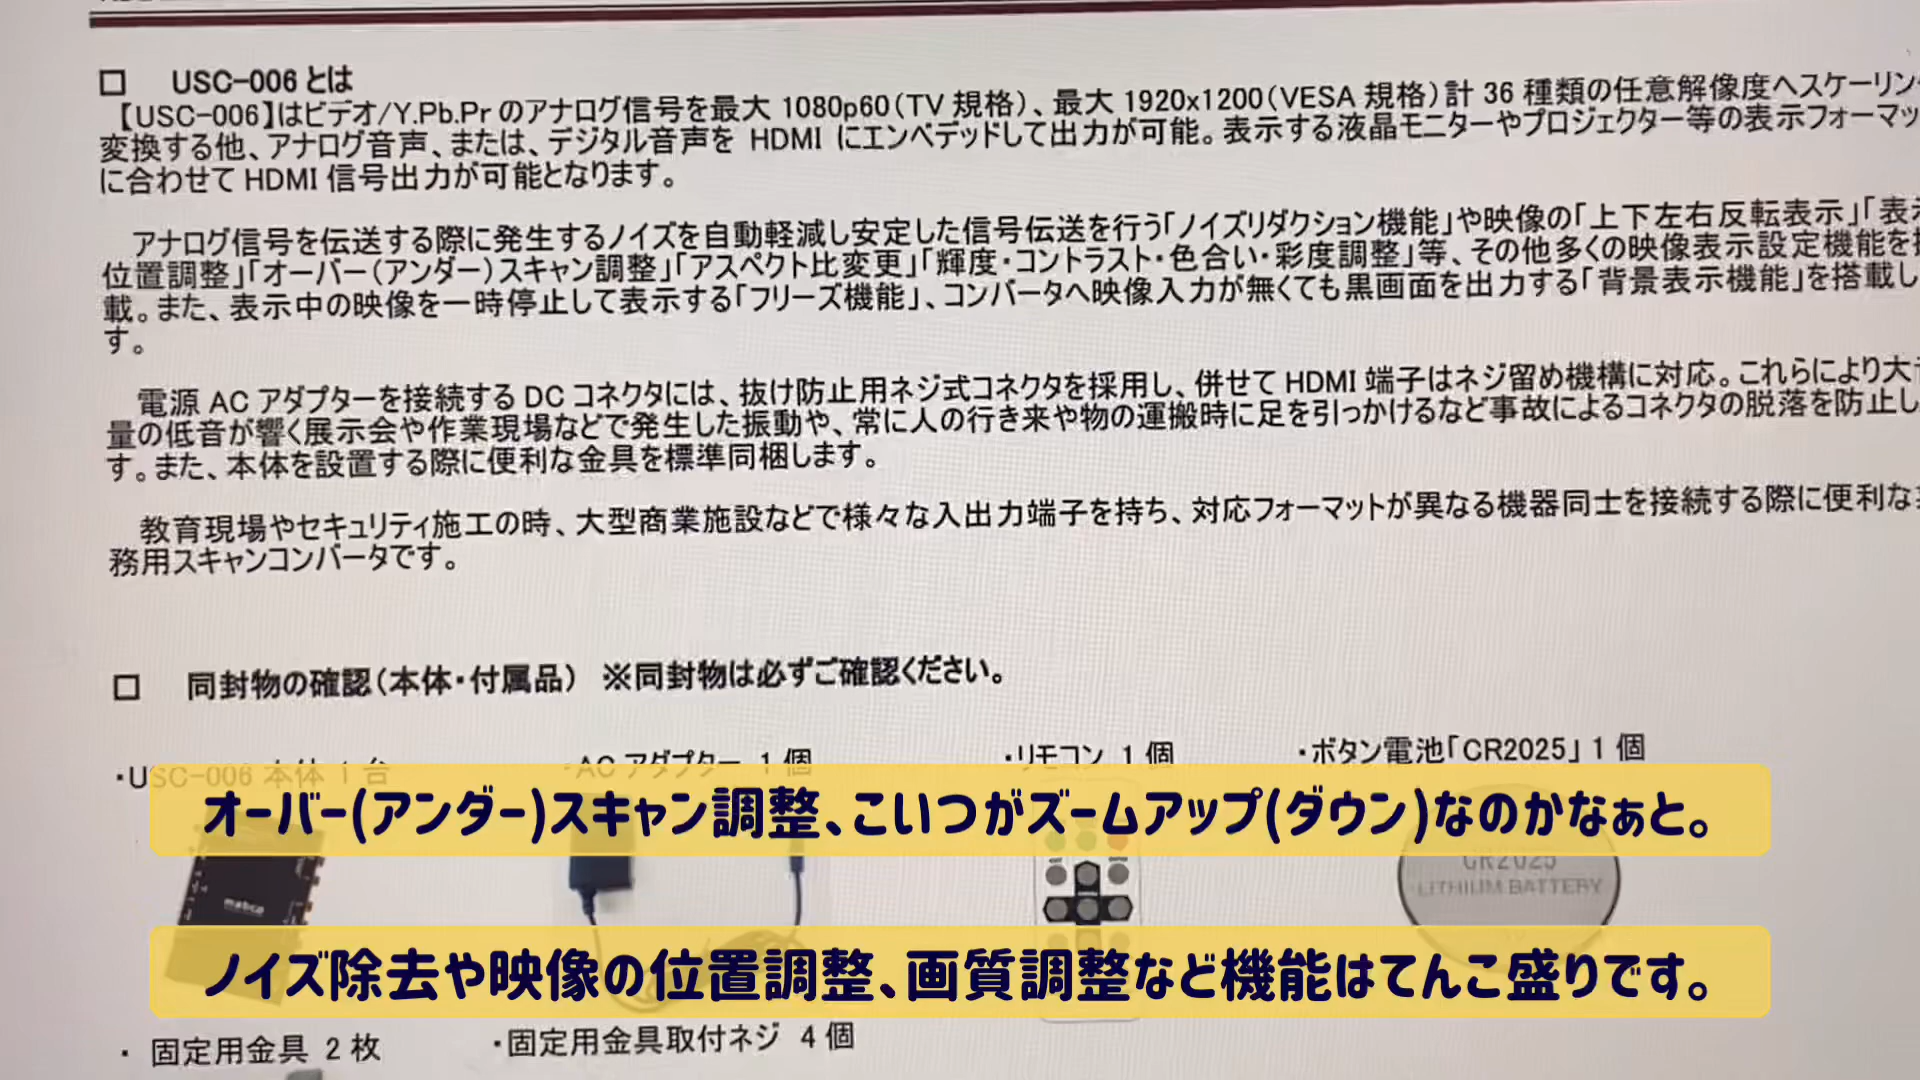 □ USC-006 とは
【USC-006】はビデオ/Y.Pb.Pr のアナログ信号を最大 1080p60(TV 規格)、最大 1920x1200(VESA 規格)計 36 種類の任意解像度へスケーリン
変換する他、アナログ音声、または、デジタル音声を HDMI にエンベデッドして出力が可能。表示する液晶モニターやプロジェクター等の表示フォーマッ
に合わせて HDMI 信号出力が可能となります。
アナログ信号を伝送する際に発生するノイズを自動軽減し安定した信号伝送を行う「ノイズリダクション機能」や映像の「上下左右反転表示」「表示
位置調整」「オーバー(アンダー)スキャン調整」「アスペクト比変更」「輝度・コントラスト・色合い・彩度調整」等、その他多くの映像表示設定機能を
載。また、表示中の映像を一時停止して表示する「フリーズ機能」、コンバータへ映像入力が無くても黒画面を出力する「背景表示機能」を搭載し
す。
電源 AC アダプターを接続する DC コネクタには、抜け防止用ネジ式コネクタを採用し、併せて HDMI 端子はネジ留め機構に対応。これらにより大
量の低音が響く展示会や作業現場などで発生した振動や、常に人の行き来や物の運搬時に足を引っかけるなど事故によるコネクタの脱落を防止し
す。また、本体を設置する際に便利な金具を標準同梱します。
教育現場やセキュリティ施工の時、大型商業施設などで様々な入出力端子を持ち、対応フォーマットが異なる機器同士を接続する際に便利な
務用スキャンコンバータです。
□ 同封物の確認(本体・付属品) ※同封物は必ずご確認ください。
・USC-006 本体 1 台 ・AC アダプター 1 個 ・リモコン 1 個 ・ボタン電池「CR2025」 1 個
オーバー(アンダー)スキャン調整、こいつがズームアップ(ダウン)なのかなぁと。
CR2025
LITHIUM BATTERY
ノイズ除去や映像の位置調整、画質調整など機能はてんこ盛りです。
・ 固定用金具 2 枚 ・固定用金具取付ネジ 4 個